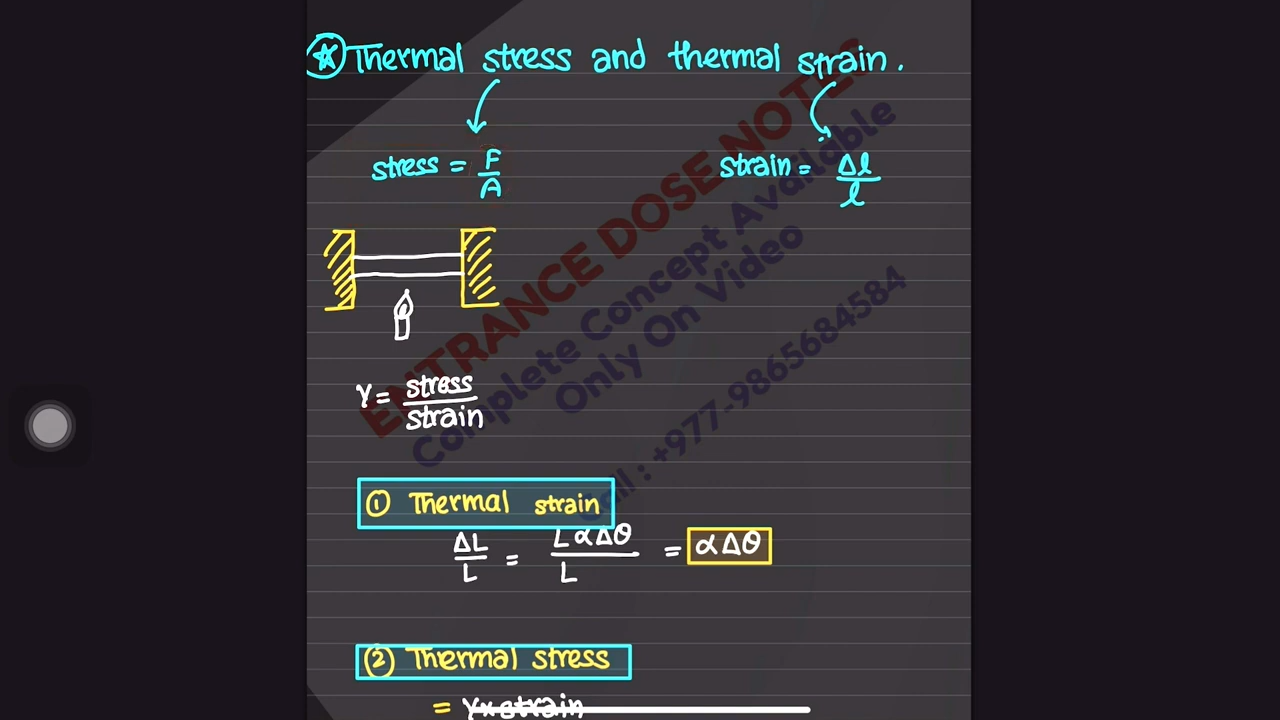 ☆ Thermal stress and thermal strain.
stress = F/A
strain = Δl/l
Y = stress/strain
① Thermal strain
ΔL/L = LαΔθ/L = αΔθ
② Thermal stress
= Y×strain
ENTRANCE DOSE NOTES
Complete Concept Available
Only On Video
Call : +977-9865684584